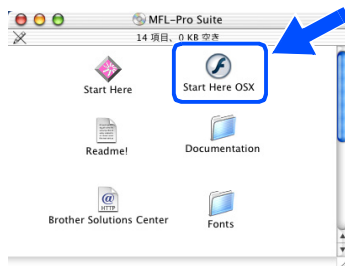 MFL-Pro Suite
14 項目、0 KB 空き
Start Here
Start Here OSX
Readme!
Documentation
@
HTTP
Brother Solutions Center
Fonts